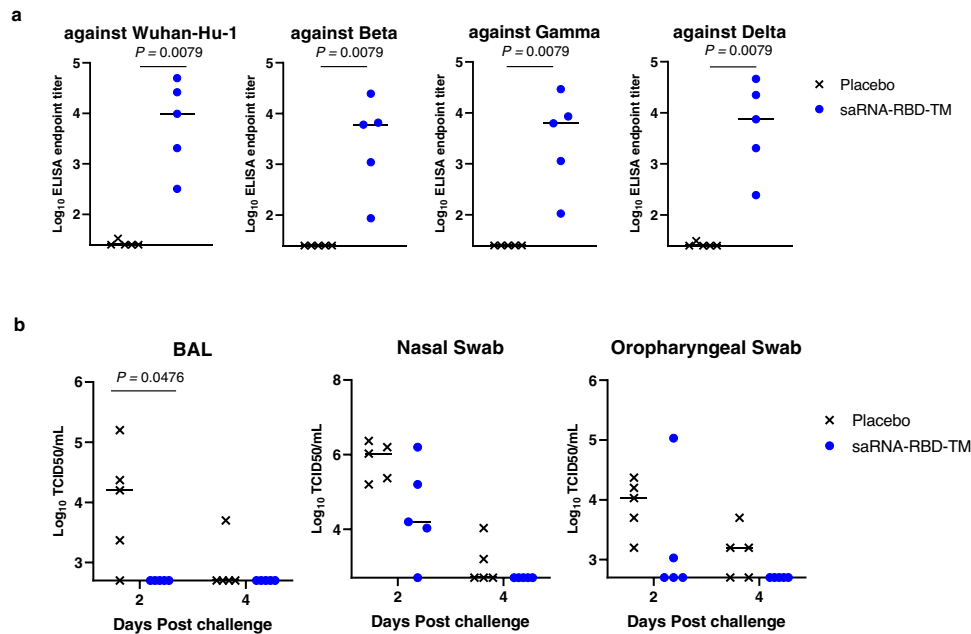 a
against Wuhan-Hu-1
against Beta
against Gamma
against Delta
P = 0.0079
P = 0.0079
P = 0.0079
P = 0.0079
Log10 ELISA endpoint titer
5
4
3
2
Log10 ELISA endpoint titer
5
4
3
2
Log10 ELISA endpoint titer
5
4
3
2
Log10 ELISA endpoint titer
5
4
3
2
Placebo
saRNA-RBD-TM
b
BAL
Nasal Swab
Oropharyngeal Swab
P = 0.0476
Log10 TCID50/mL
6
5
4
3
2
4
Days Post challenge
Log10 TCID50/mL
8
6
4
2
4
Days Post challenge
Log10 TCID50/mL
6
5
4
3
2
4
Days Post challenge
Placebo
saRNA-RBD-TM